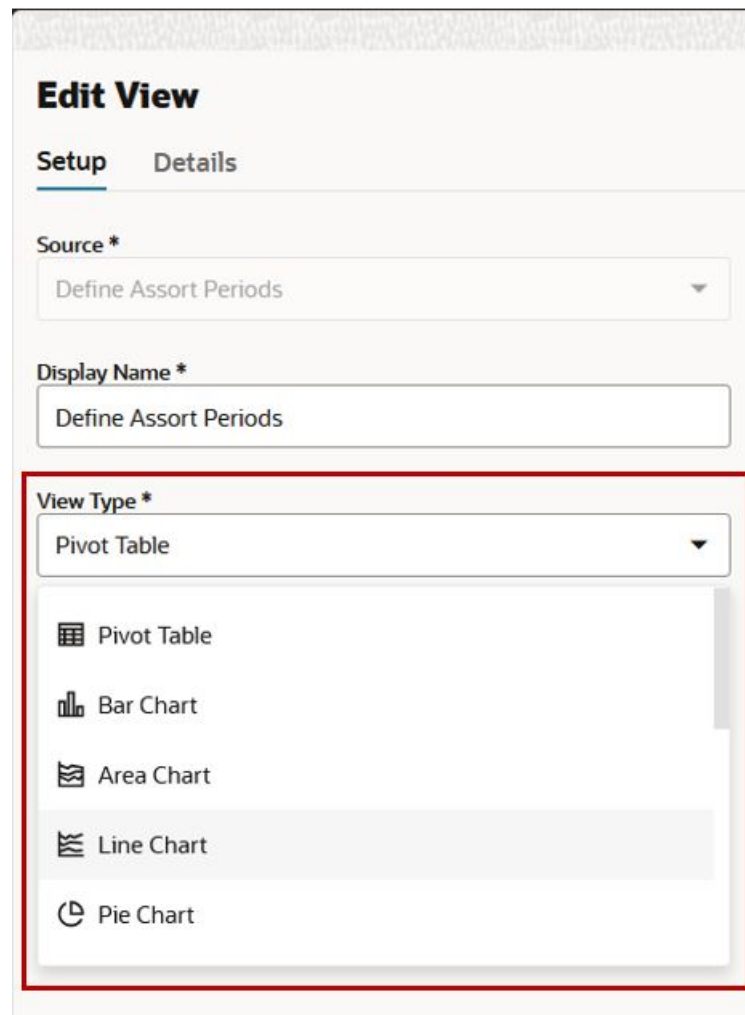 Edit View
Setup Details
Source *
Define Assort Periods
Display Name *
Define Assort Periods
View Type *
Pivot Table
Pivot Table
Bar Chart
Area Chart
Line Chart
Pie Chart